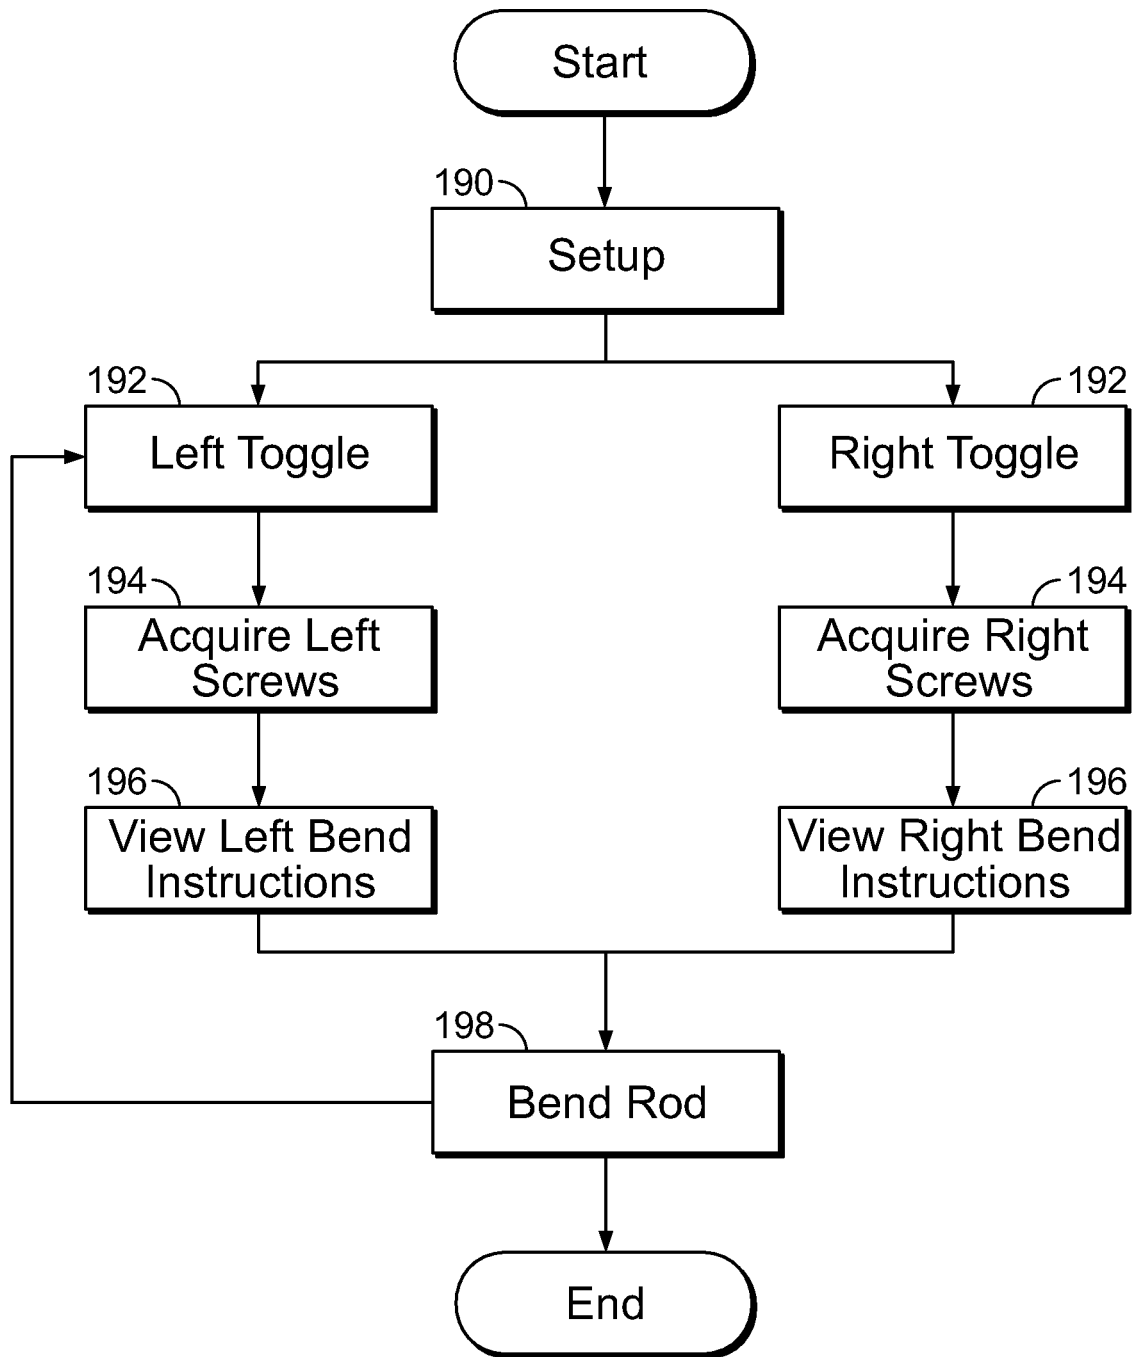 Start
190
Setup
192
192
Left Toggle
Right Toggle
194
194
Acquire Left
Screws
Acquire Right
Screws
196
196
View Left Bend
Instructions
View Right Bend
Instructions
198
Bend Rod
End